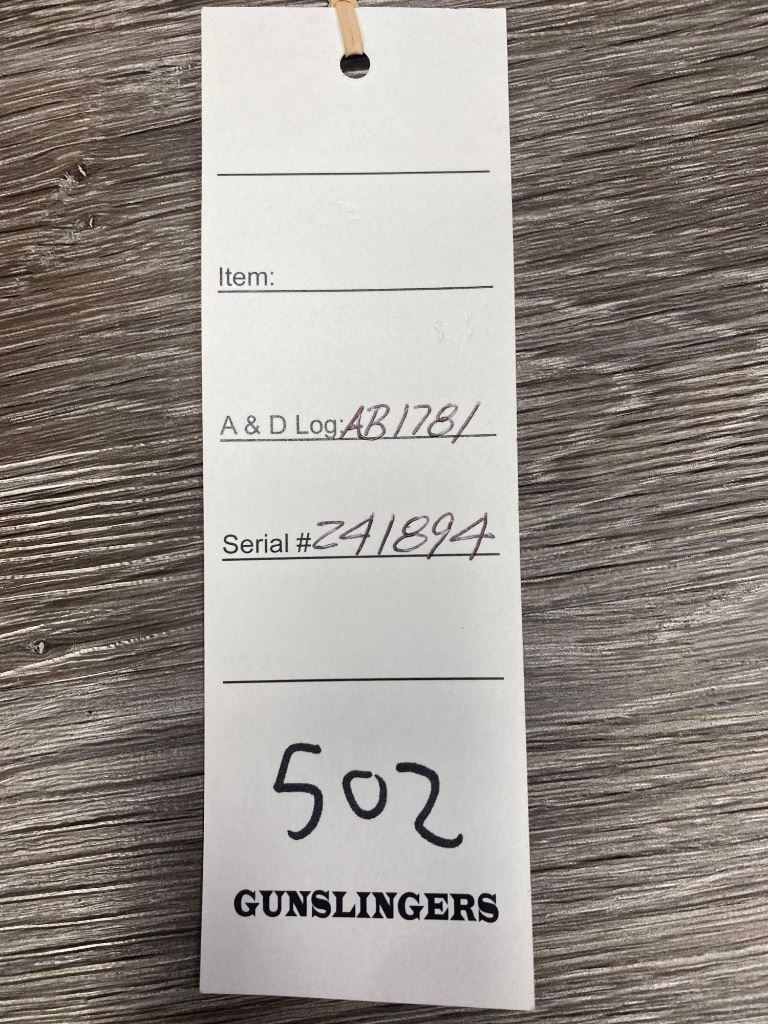 Item:
A & D Log: AB1781
Serial # 241894
502
GUNSLINGERS